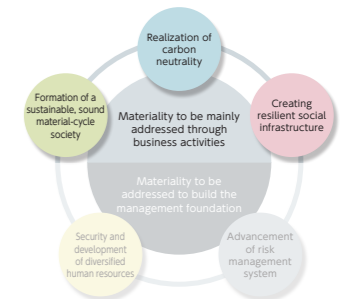 Realization of
carbon
neutrality
Formation of a
sustainable, sound
material-cycle
society
Materiality to be mainly
addressed through
business activities
Creating
resilient social
infrastructure
Materiality to be
addressed to build the
management foundation
Security and
development
of diversified
human resources
Advancement
of risk
management
system